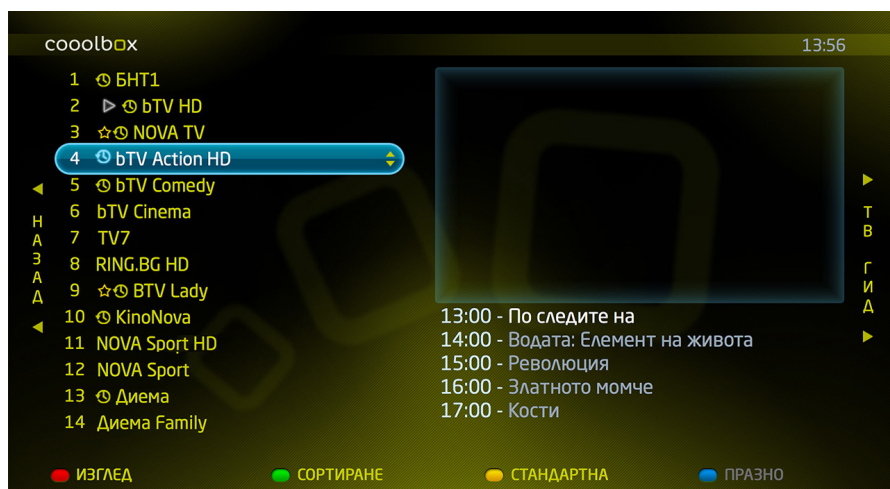 cooolbox
13:56
1 БНТ1
2 bTV HD
3 NOVA TV
4 bTV Action HD
5 bTV Comedy
6 bTV Cinema
7 TV7
8 RING.BG HD
9 BTV Lady
10 KinoNova
11 NOVA Sport HD
12 NOVA Sport
13 Диема
14 Диема Family
НАЗАД
13:00 - По следите на
14:00 - Водата: Елемент на живота
15:00 - Революция
16:00 - Златното момче
17:00 - Кости
ТВ ГИД
ИЗГЛЕД
СОРТИРАНЕ
СТАНДАРТНА
ПРАЗНО